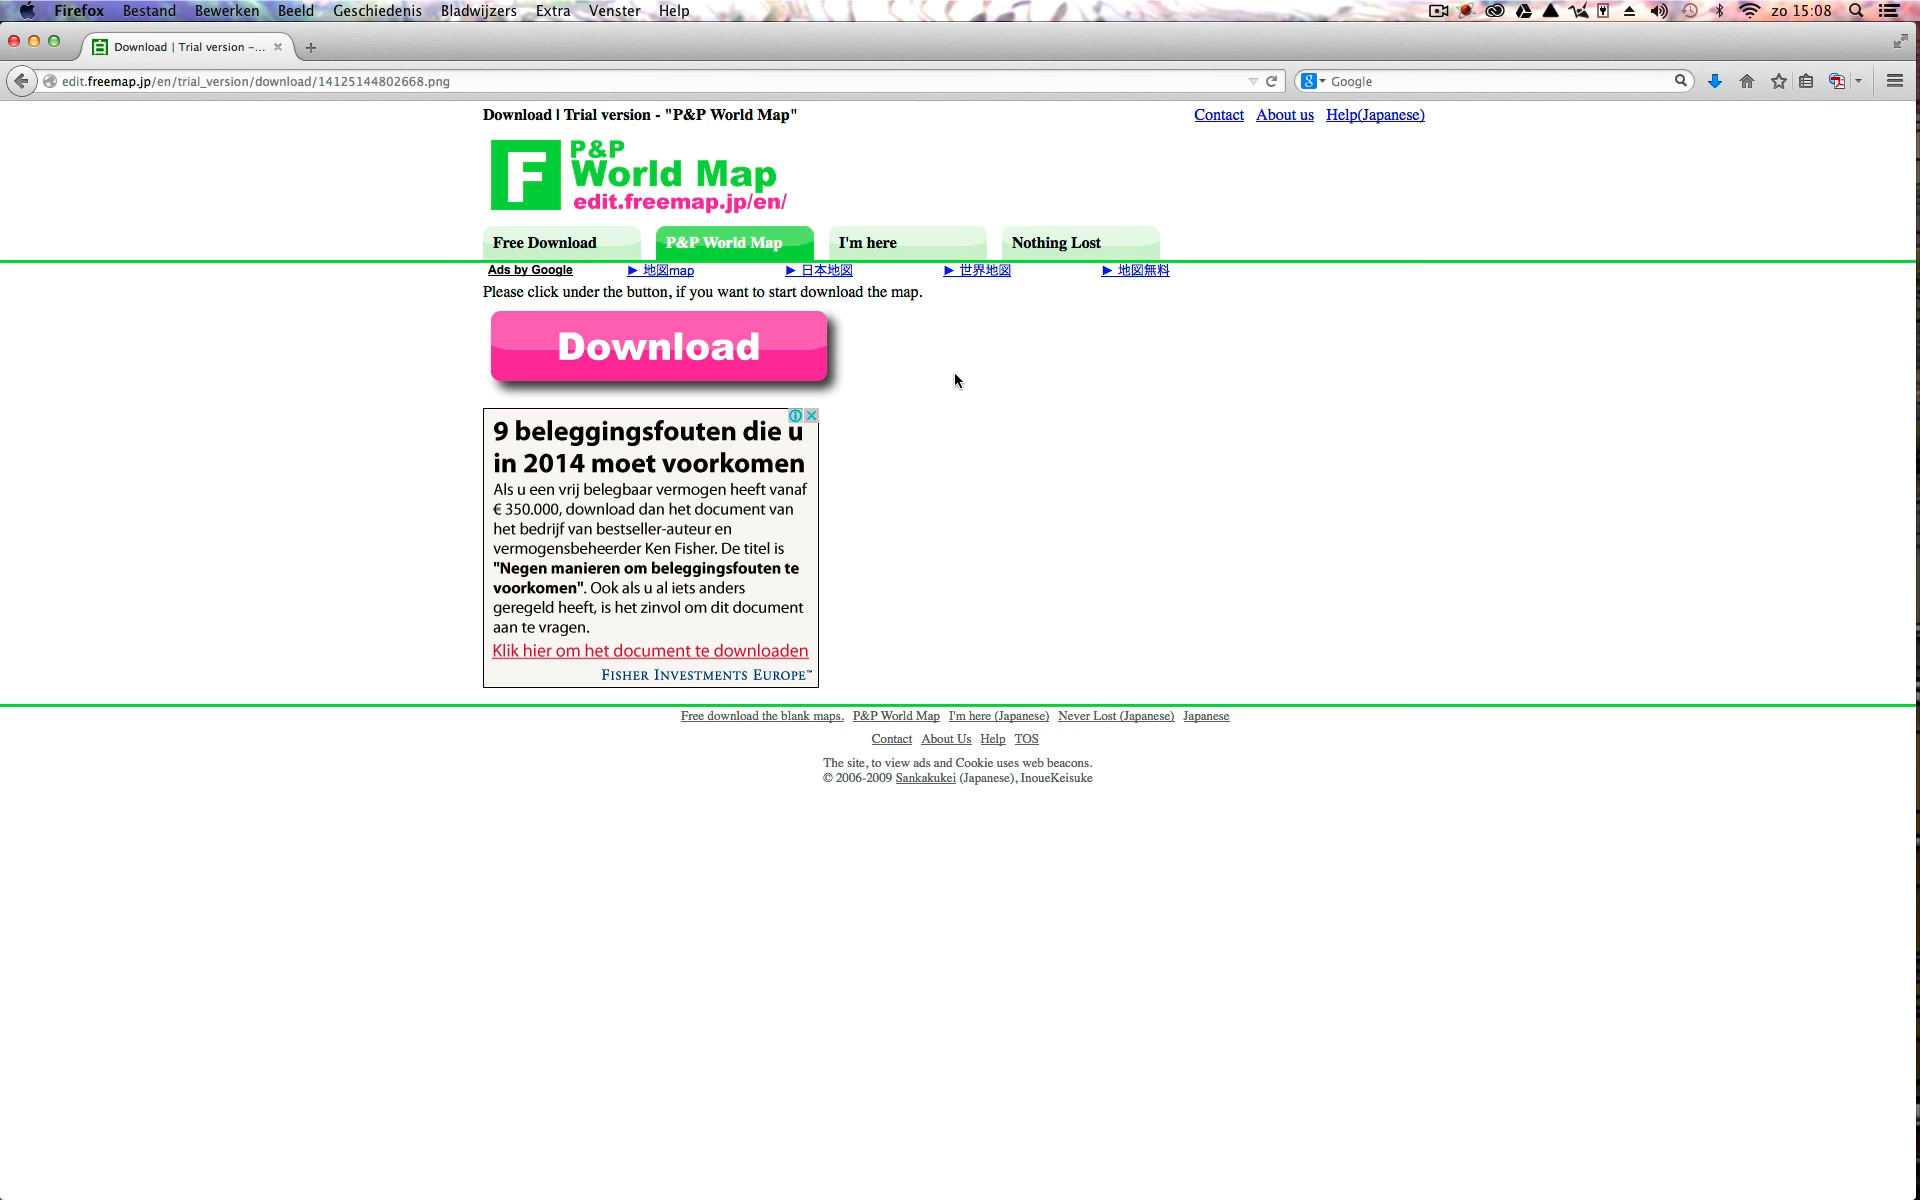 Firefox Bestand Bewerken Beeld Geschiedenis Bladwijzers Extra Venster Help zo 15:08
Download | Trial version –...
edit.freemap.jp/en/trial_version/download/14125144802668.png
Google
Download | Trial version - "P&P World Map"
Contact About us Help(Japanese)
F
P&P
World Map
edit.freemap.jp/en/
Free Download P&P World Map I'm here Nothing Lost
Ads by Google ► 地図map ► 日本地図 ► 世界地図 ► 地図無料
Please click under the button, if you want to start download the map.
Download
9 beleggingsfouten die u
in 2014 moet voorkomen
Als u een vrij belegbaar vermogen heeft vanaf
€ 350.000, download dan het document van
het bedrijf van bestseller-auteur en
vermogensbeheerder Ken Fisher. De titel is
"Negen manieren om beleggingsfouten te
voorkomen". Ook als u al iets anders
geregeld heeft, is het zinvol om dit document
aan te vragen.
Klik hier om het document te downloaden
FISHER INVESTMENTS EUROPE™
Free download the blank maps. P&P World Map I'm here (Japanese) Never Lost (Japanese) Japanese
Contact About Us Help TOS
The site, to view ads and Cookie uses web beacons.
© 2006-2009 Sankakukei (Japanese), InoueKeisuke